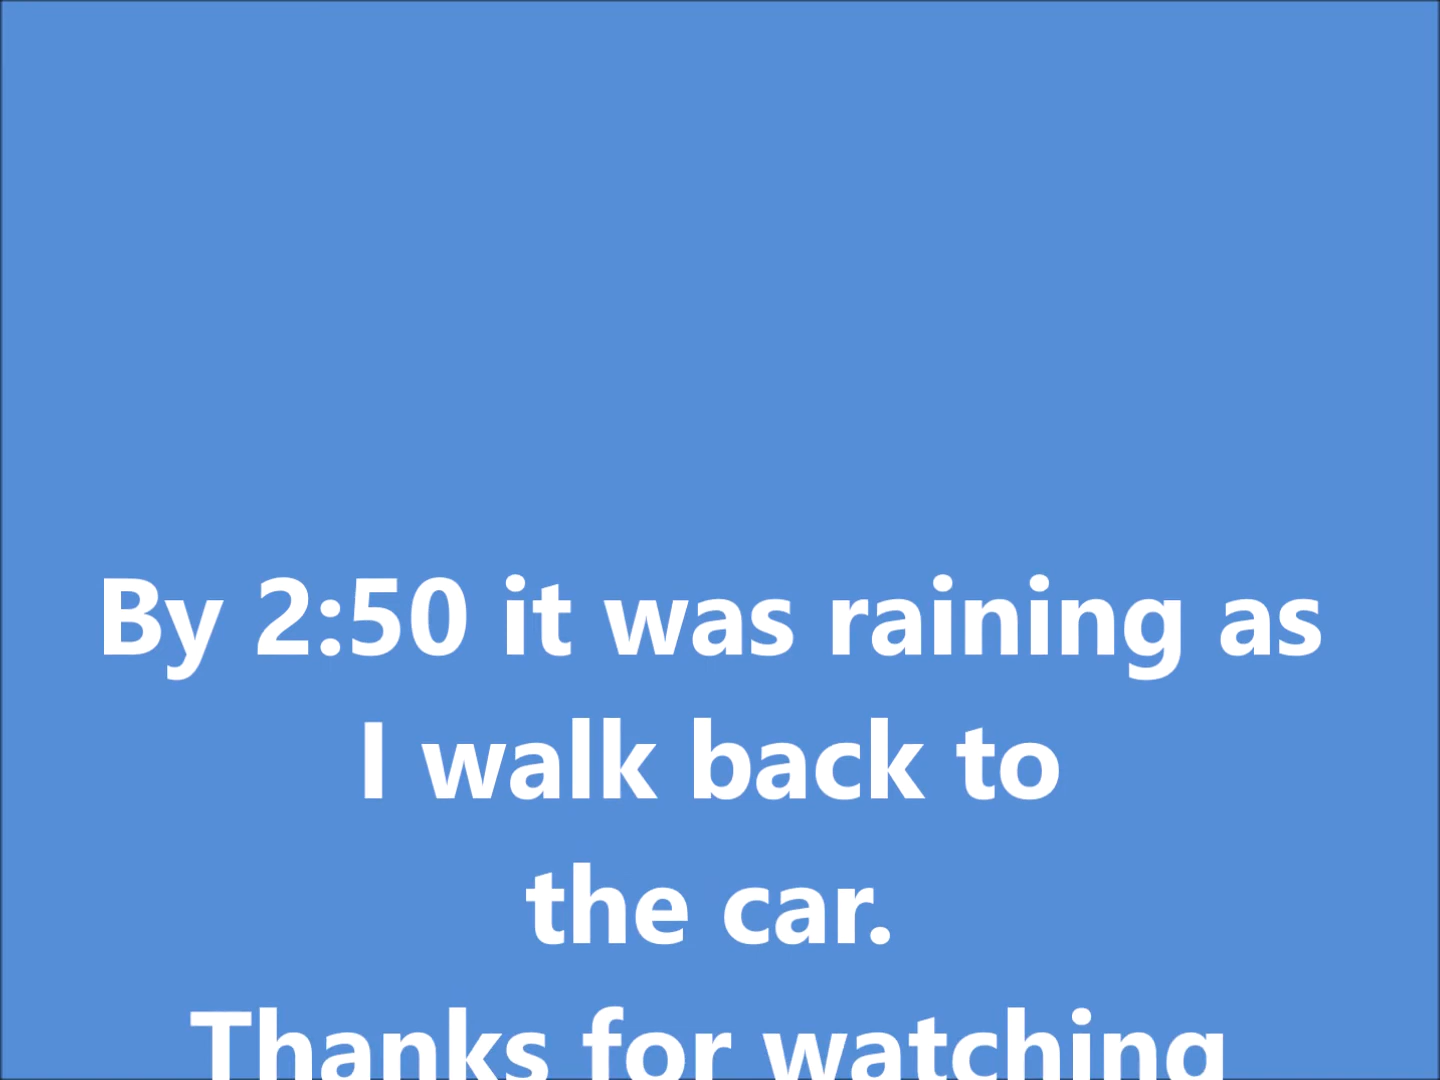 By 2:50 it was raining as
I walk back to
the car.
Thanks for watching